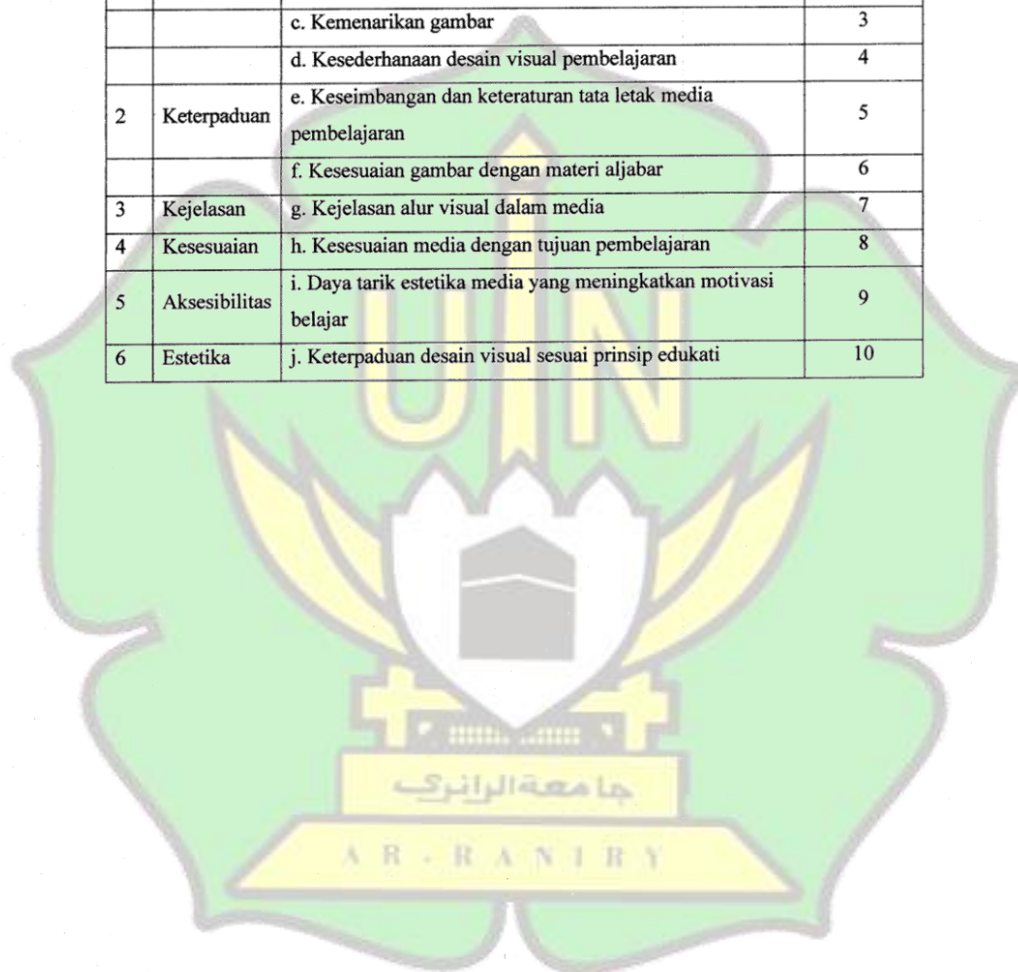 c. Kemenarikan gambar 3
d. Kesederhanaan desain visual pembelajaran 4
2 Keterpaduan e. Keseimbangan dan keteraturan tata letak media
pembelajaran 5
f. Kesesuaian gambar dengan materi aljabar 6
3 Kejelasan g. Kejelasan alur visual dalam media 7
4 Kesesuaian h. Kesesuaian media dengan tujuan pembelajaran 8
5 Aksesibilitas i. Daya tarik estetika media yang meningkatkan motivasi
belajar 9
6 Estetika j. Keterpaduan desain visual sesuai prinsip edukati 10
UIN
جامعة الرانري
AR-RANIRY